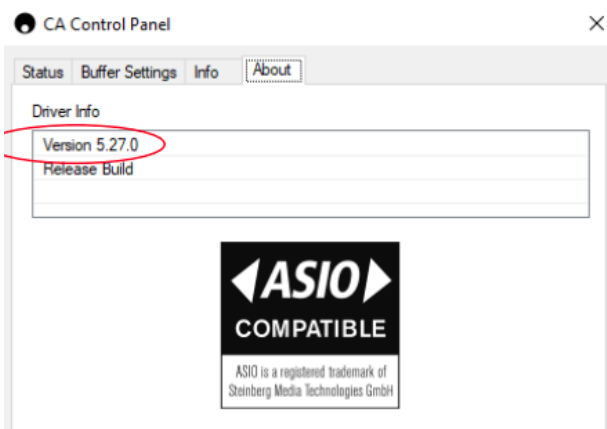 CA Control Panel
Status Buffer Settings Info About
Driver Info
Version 5.27.0
Release Build
ASIO
COMPATIBLE
ASIO is a registered trademark of
Steinberg Media Technologies GmbH